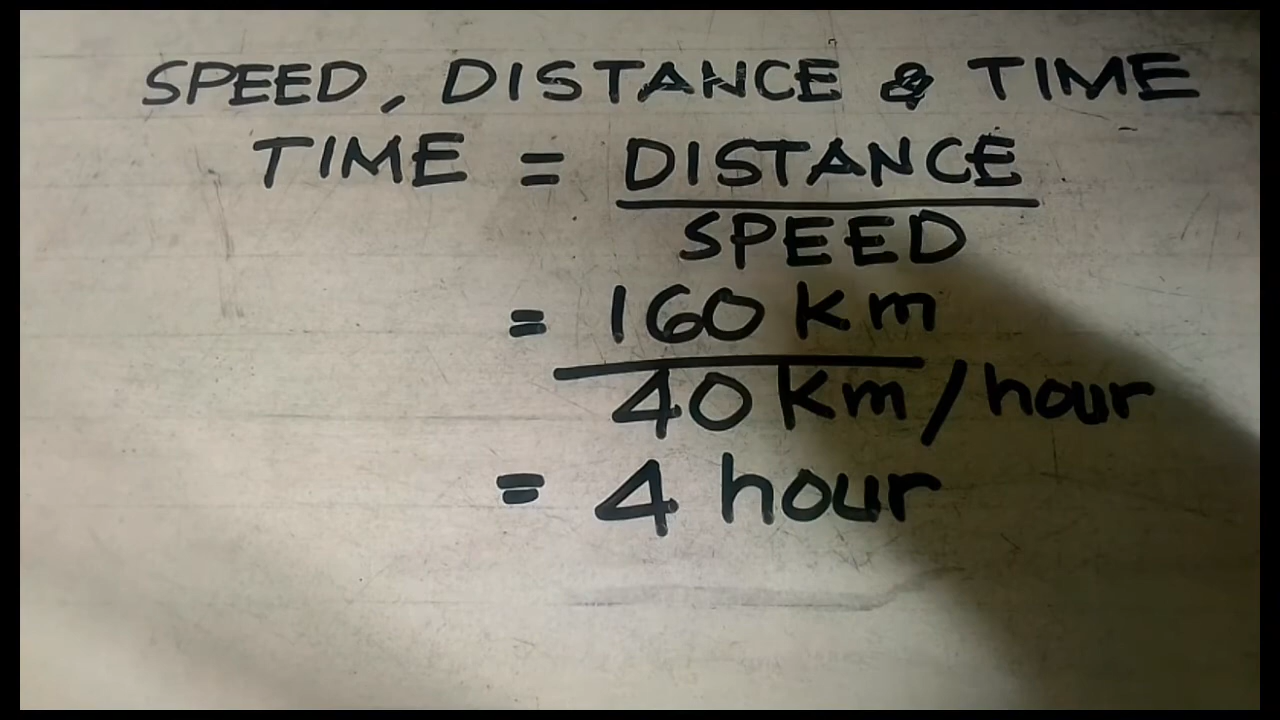 SPEED, DISTANCE & TIME
TIME = DISTANCE
SPEED
= 160 km
40 km/hour
= 4 hour